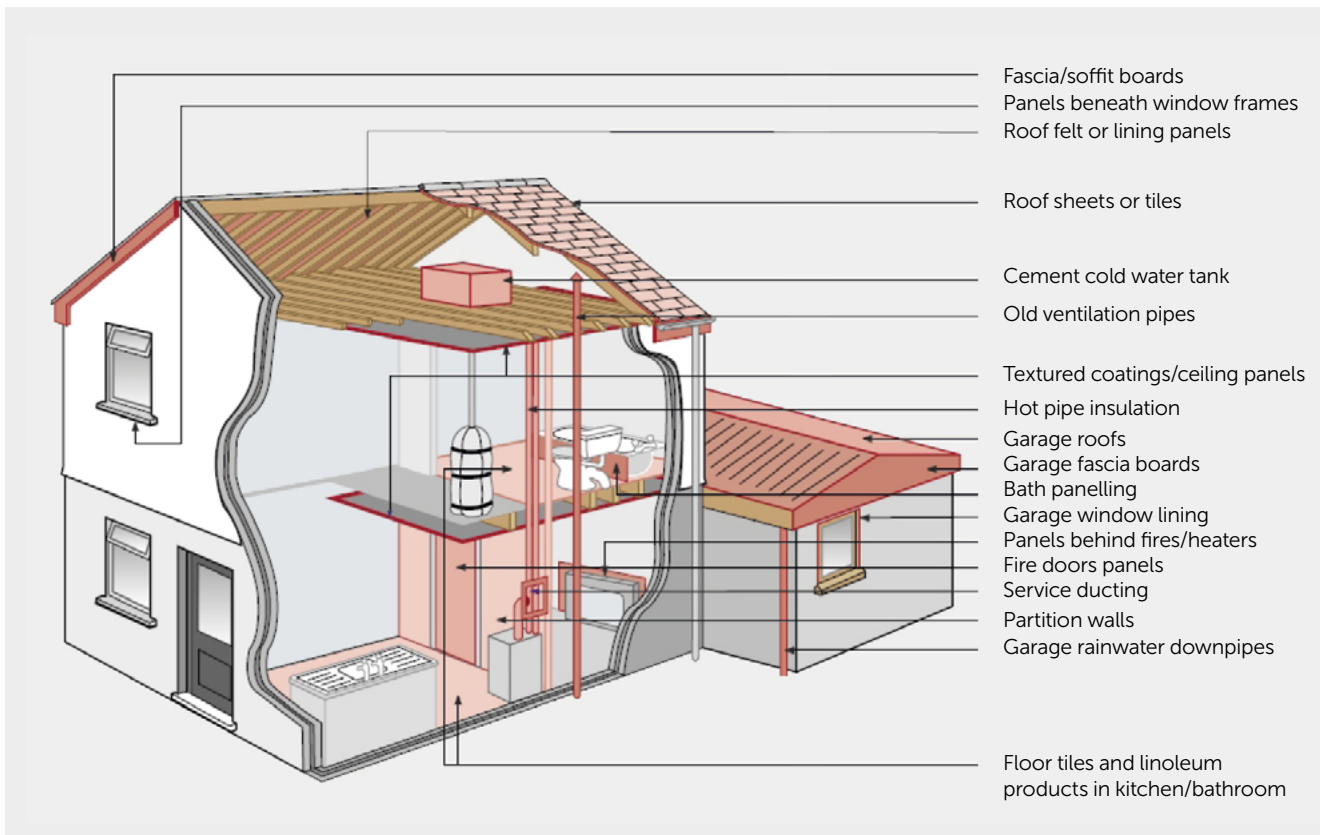 Fascia/soffit boards
Panels beneath window frames
Roof felt or lining panels
Roof sheets or tiles
Cement cold water tank
Old ventilation pipes
Textured coatings/ceiling panels
Hot pipe insulation
Garage roofs
Garage fascia boards
Bath panelling
Garage window lining
Panels behind fires/heaters
Fire doors panels
Service ducting
Partition walls
Garage rainwater downpipes
Floor tiles and linoleum
products in kitchen/bathroom